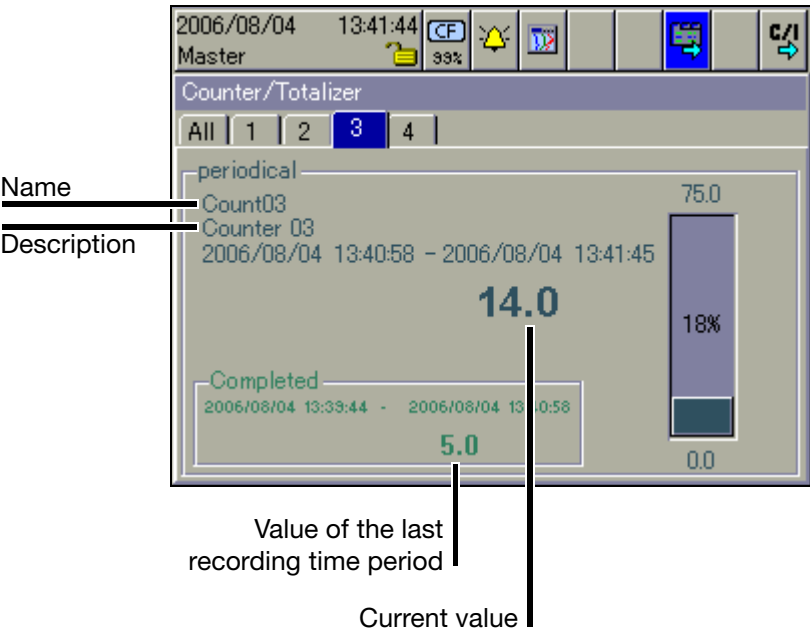 2006/08/04 13:41:44
CF
Master
99%
C/I
Counter/Totalizer
All 1 2 3 4
periodical
Name
Count03
75.0
Counter 03
Description
2006/08/04 13:40:58 - 2006/08/04 13:41:45
14.0
18%
Completed
2006/08/04 13:39:44 - 2006/08/04 13:40:58
5.0
0.0
Value of the last
recording time period
Current value